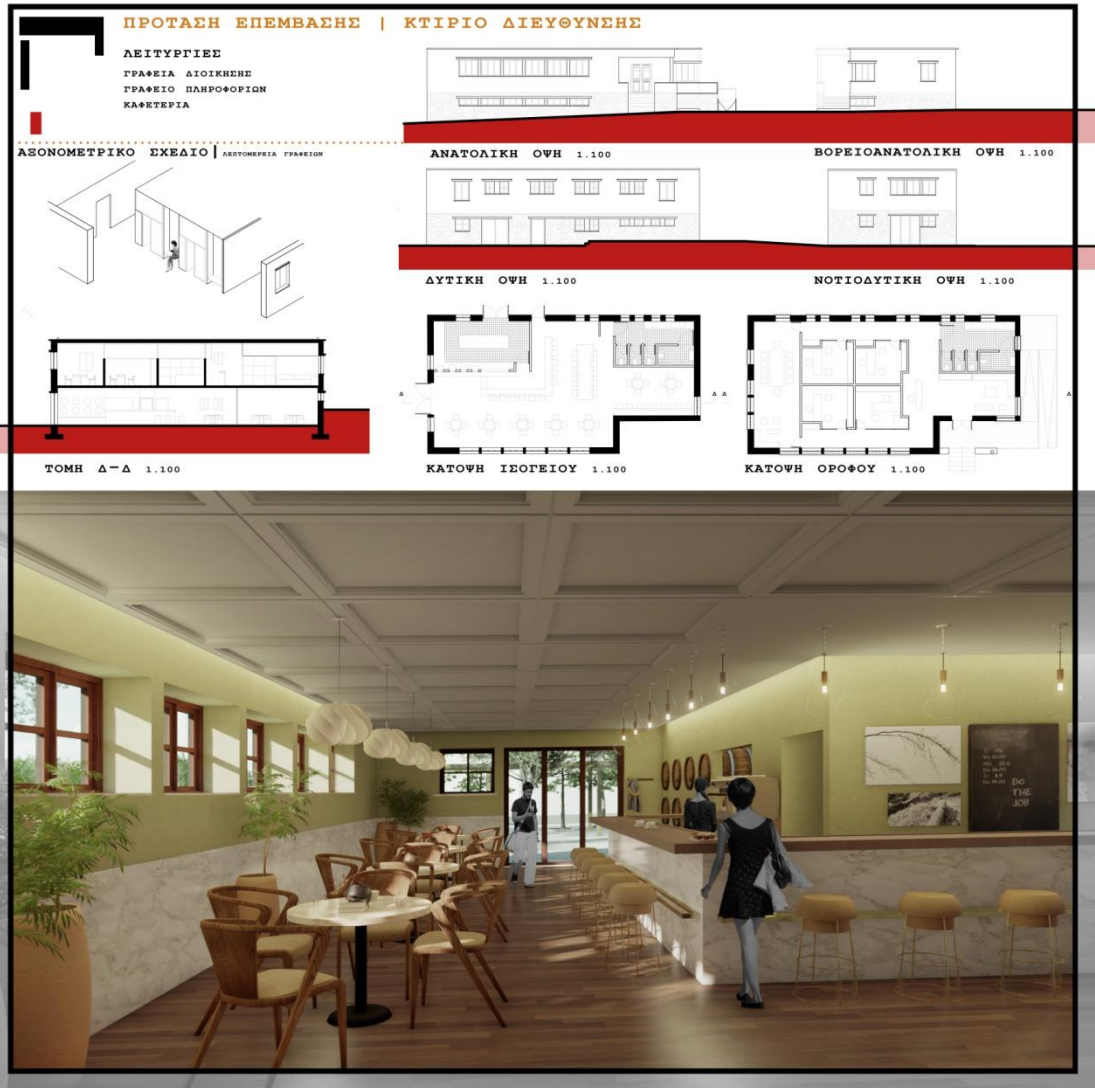 ΠΡΟΤΑΣΗ ΕΠΕΜΒΑΣΗΣ | ΚΤΙΡΙΟ ΔΙΕΥΘΥΝΣΗΣ
ΛΕΙΤΥΡΓΙΕΣ
ΓΡΑΦΕΙΑ ΔΙΟΙΚΗΣΗΣ
ΓΡΑΦΕΙΟ ΠΛΗΡΟΦΟΡΙΩΝ
ΚΑΦΕΤΕΡΙΑ
ΑΞΟΝΟΜΕΤΡΙΚΟ ΣΧΕΔΙΟ | ΛΕΠΤΟΜΕΡΕΙΑ ΓΡΑΦΕΙΩΝ
ΑΝΑΤΟΛΙΚΗ ΟΨΗ 1.100
ΒΟΡΕΙΟΑΝΑΤΟΛΙΚΗ ΟΨΗ 1.100
ΔΥΤΙΚΗ ΟΨΗ 1.100
ΝΟΤΙΟΔΥΤΙΚΗ ΟΨΗ 1.100
Δ
Δ Δ
Δ
ΤΟΜΗ Δ-Δ 1.100
ΚΑΤΟΨΗ ΙΣΟΓΕΙΟΥ 1.100
ΚΑΤΟΨΗ ΟΡΟΦΟΥ 1.100
DO
THE
JOB